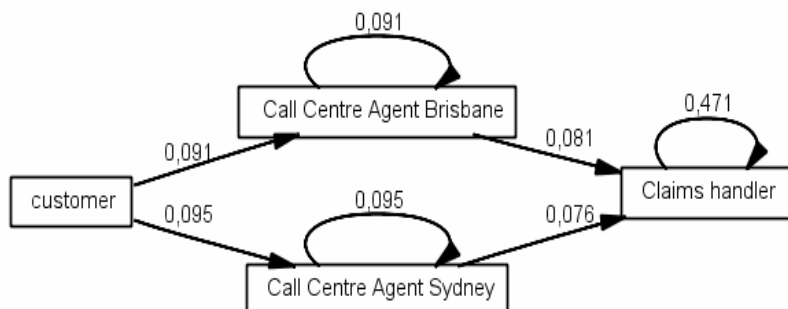 0,091
Call Centre Agent Brisbane
0,471
0,091
0,081
customer
Claims handler
0,095
0,095
0,076
Call Centre Agent Sydney